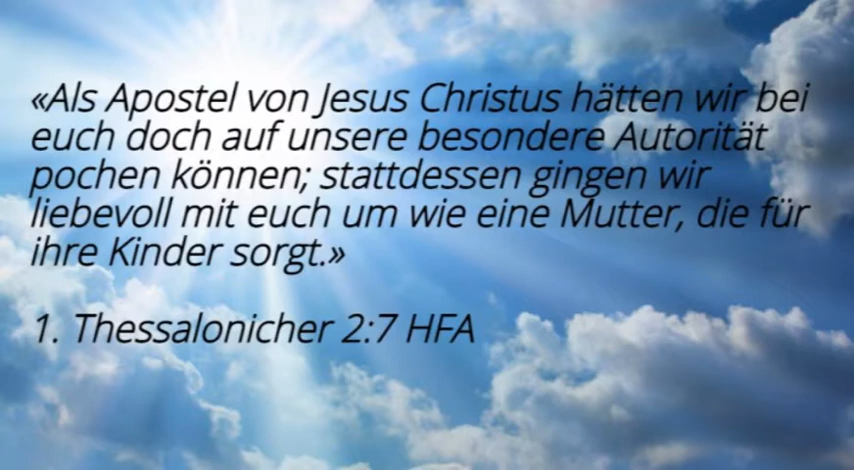 «Als Apostel von Jesus Christus hätten wir bei
euch doch auf unsere besondere Autorität
pochen können; stattdessen gingen wir
liebevoll mit euch um wie eine Mutter, die für
ihre Kinder sorgt.»
1. Thessalonicher 2:7 HFA